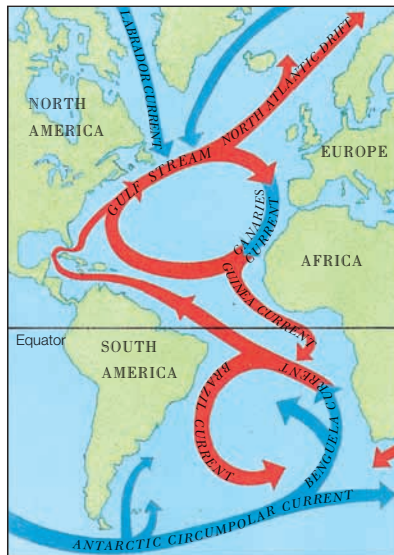 LABRADOR CURRENT
NORTH ATLANTIC DRIFT
NORTH
AMERICA
EUROPE
GULF STREAM
CANARIES
CURRENT
AFRICA
GUINEA CURRENT
Equator
SOUTH
AMERICA
BRAZIL
CURRENT
BENGUELA CURRENT
ANTARCTIC CIRCUMPOLAR CURRENT